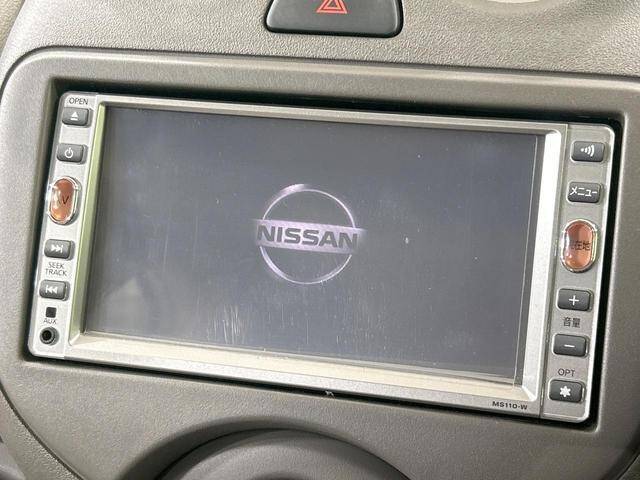 OPEN
AV
SEEK
TRACK
AUX
NISSAN
メニュー
現在地
+
音量
−
OPT
MS110-W